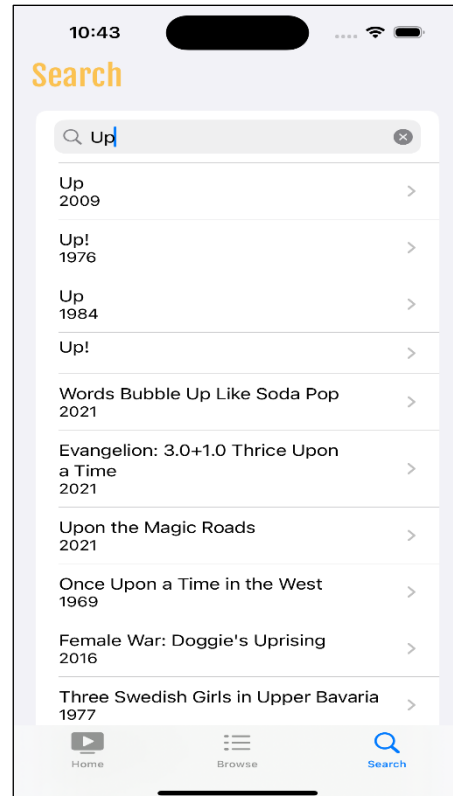 10:43
Search
Up
Up
2009
Up!
1976
Up
1984
Up!
Words Bubble Up Like Soda Pop
2021
Evangelion: 3.0+1.0 Thrice Upon
a Time
2021
Upon the Magic Roads
2021
Once Upon a Time in the West
1969
Female War: Doggie's Uprising
2016
Three Swedish Girls in Upper Bavaria
1977
Home Browse Search